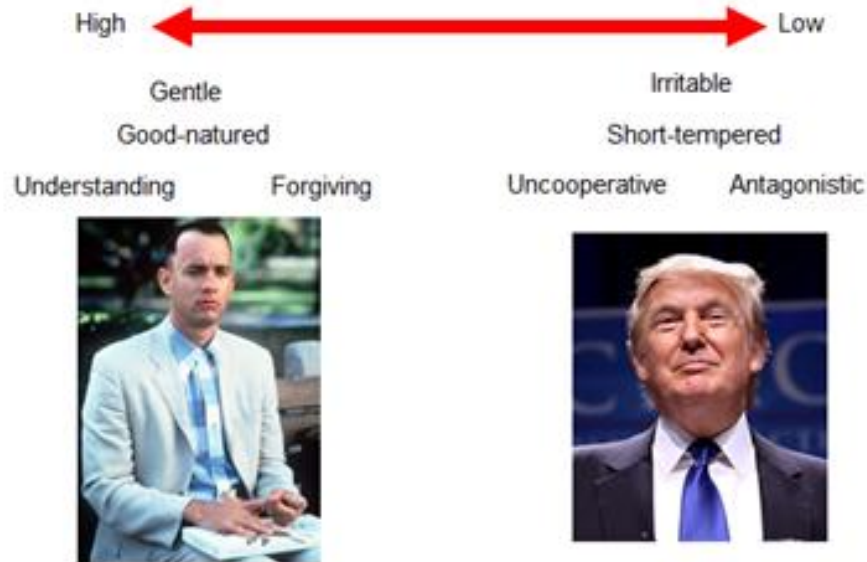 High Low
Gentle Irritable
Good-natured Short-tempered
Understanding Forgiving Uncooperative Antagonistic